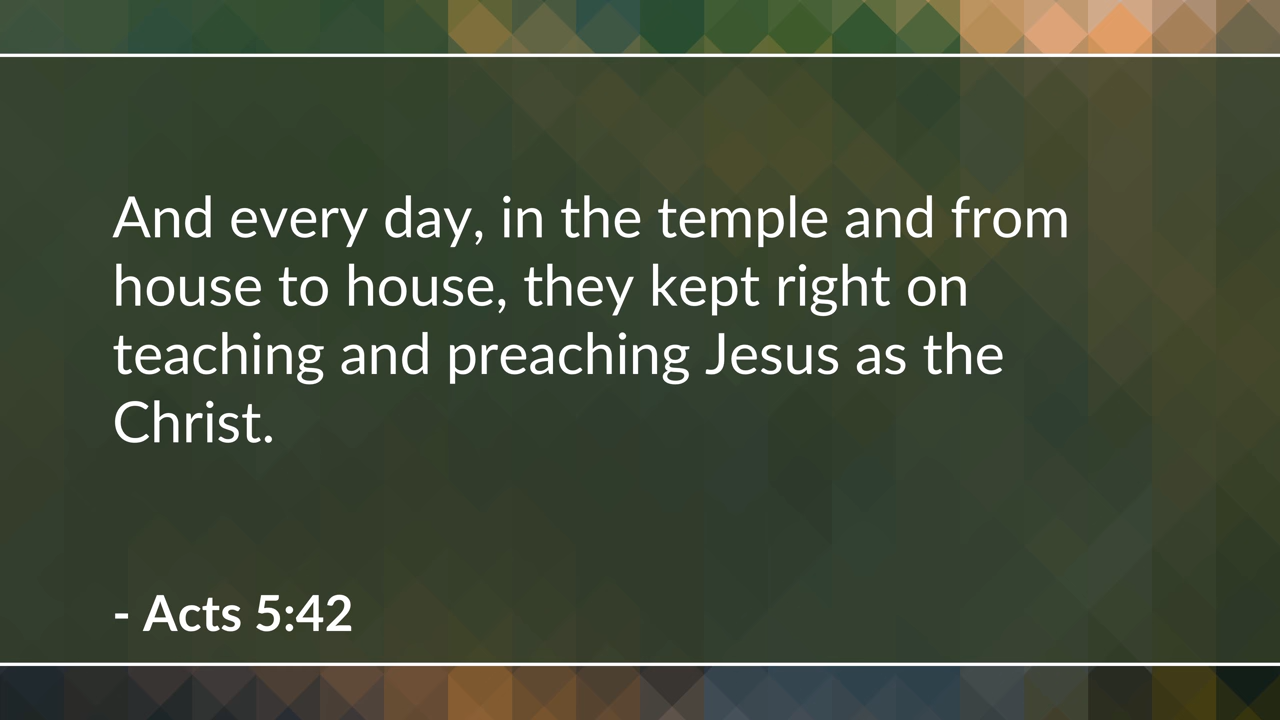 And every day, in the temple and from
house to house, they kept right on
teaching and preaching Jesus as the
Christ.
- Acts 5:42